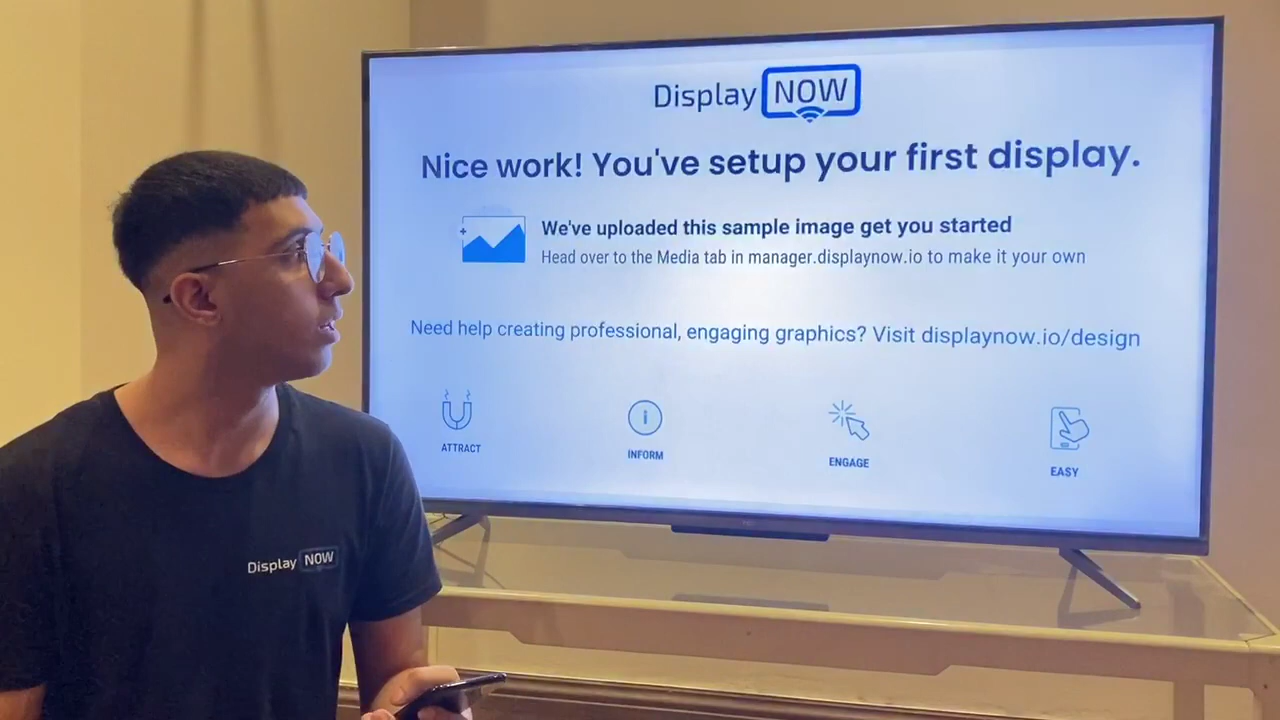 Display NOW
Nice work! You've setup your first display.
We've uploaded this sample image get you started
Head over to the Media tab in manager.displaynow.io to make it your own
Need help creating professional, engaging graphics? Visit displaynow.io/design
ATTRACT
INFORM
ENGAGE
EASY
Display NOW